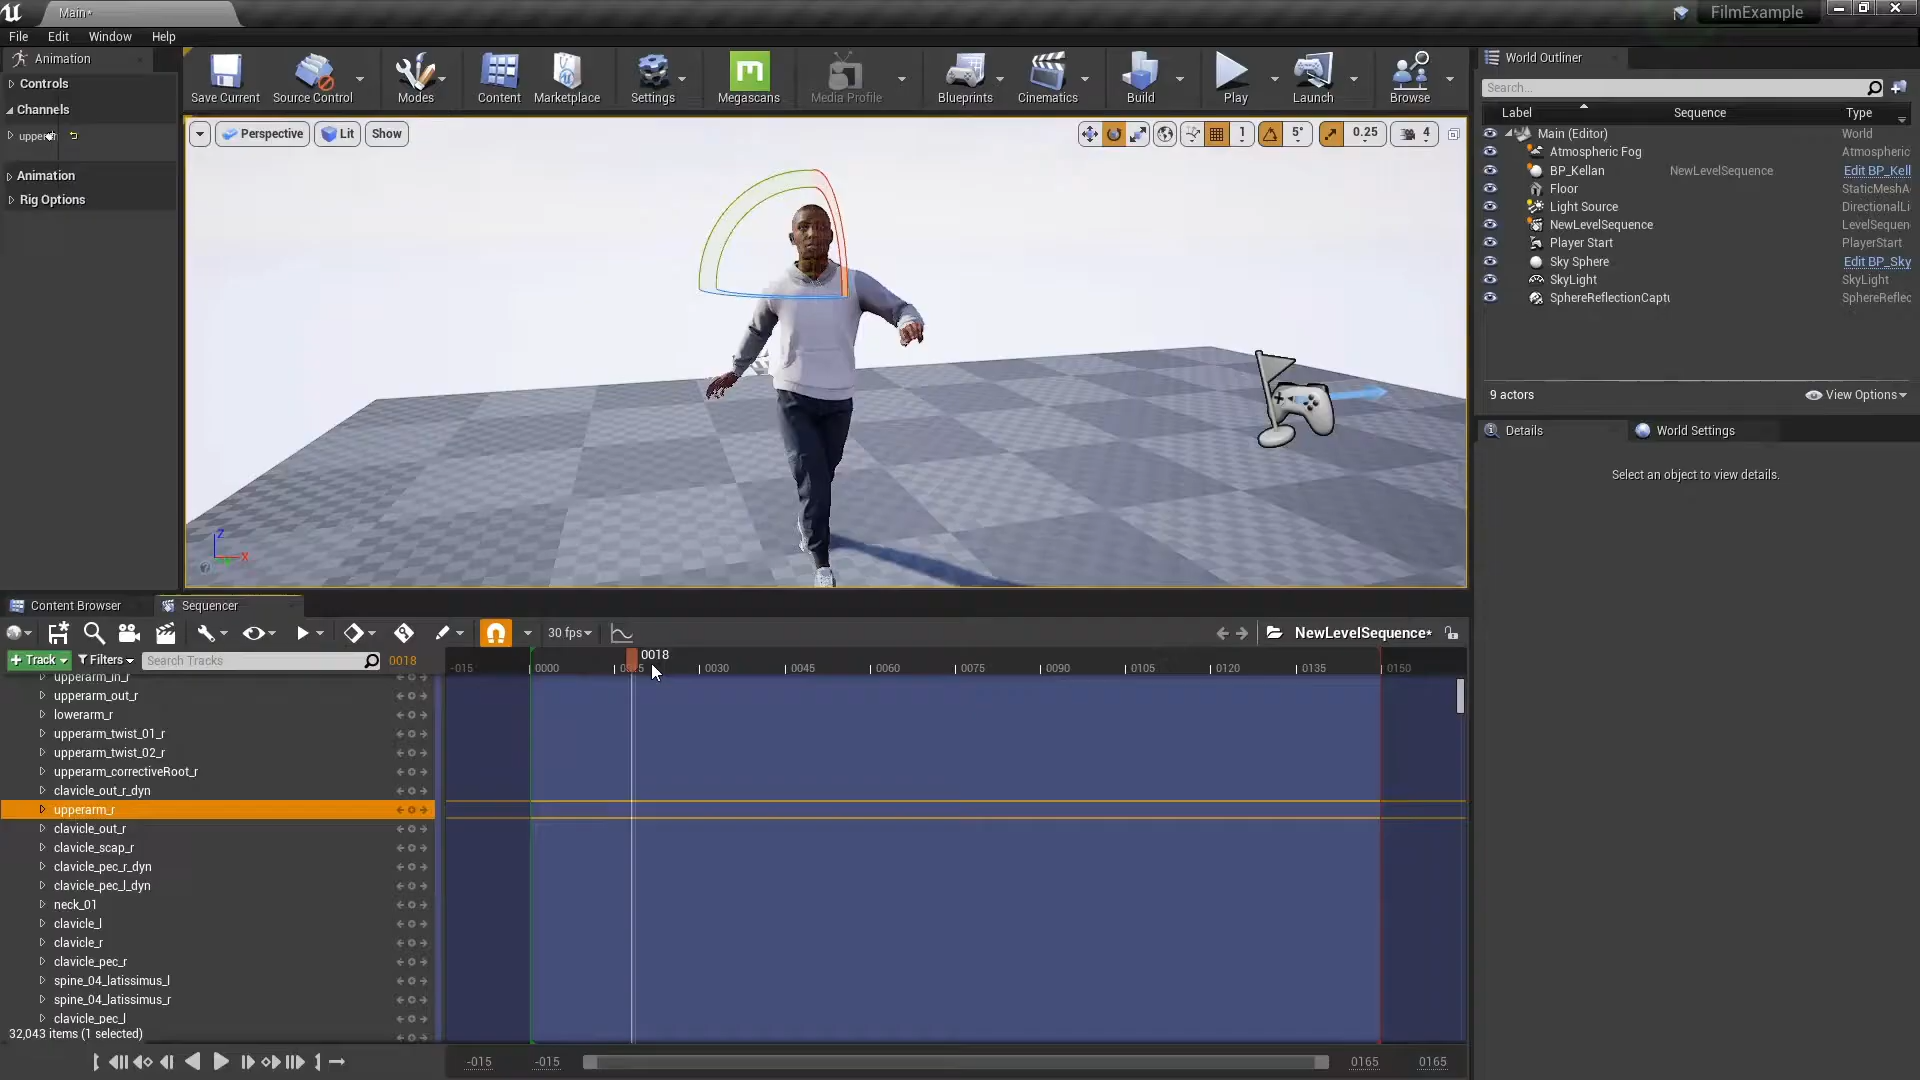 Main*
FilmExample
File Edit Window Help
Animation
Controls
Channels
Animation
Rig Options
Save Current
Source Control
Modes
Content
Marketplace
Settings
Megascans
Media Profile
Blueprints
Cinematics
Build
Play
Launch
Browse
Perspective
Lit
Show
1
5°
0.25
4
Z
X
World Outliner
Search...
Label Sequence Type
Main (Editor) World
Atmospheric Fog Atmospheric
BP_Kellan NewLevelSequence Edit BP_Kell
Floor StaticMeshA
Light Source DirectionalLi
NewLevelSequence LevelSequen
Player Start PlayerStart
Sky Sphere Edit BP_Sky
SkyLight SkyLight
SphereReflectionCaptu SphereReflec
9 actors
View Options
Details
World Settings
Select an object to view details.
Content Browser
Sequencer
30 fps
NewLevelSequence*
+ Track
Filters
Search Tracks
0018
0018
-015 0000 0030 0045 0060 0075 0090 0105 0120 0135 0150
upperarm_in_r
upperarm_out_r
lowerarm_r
upperarm_twist_01_r
upperarm_twist_02_r
upperarm_correctiveRoot_r
clavicle_out_r_dyn
upperarm_r
clavicle_out_r
clavicle_scap_r
clavicle_pec_r_dyn
clavicle_pec_l_dyn
neck_01
clavicle_l
clavicle_r
clavicle_pec_r
spine_04_latissimus_l
spine_04_latissimus_r
clavicle_pec_l
32,043 items (1 selected)
-015 -015 0165 0165